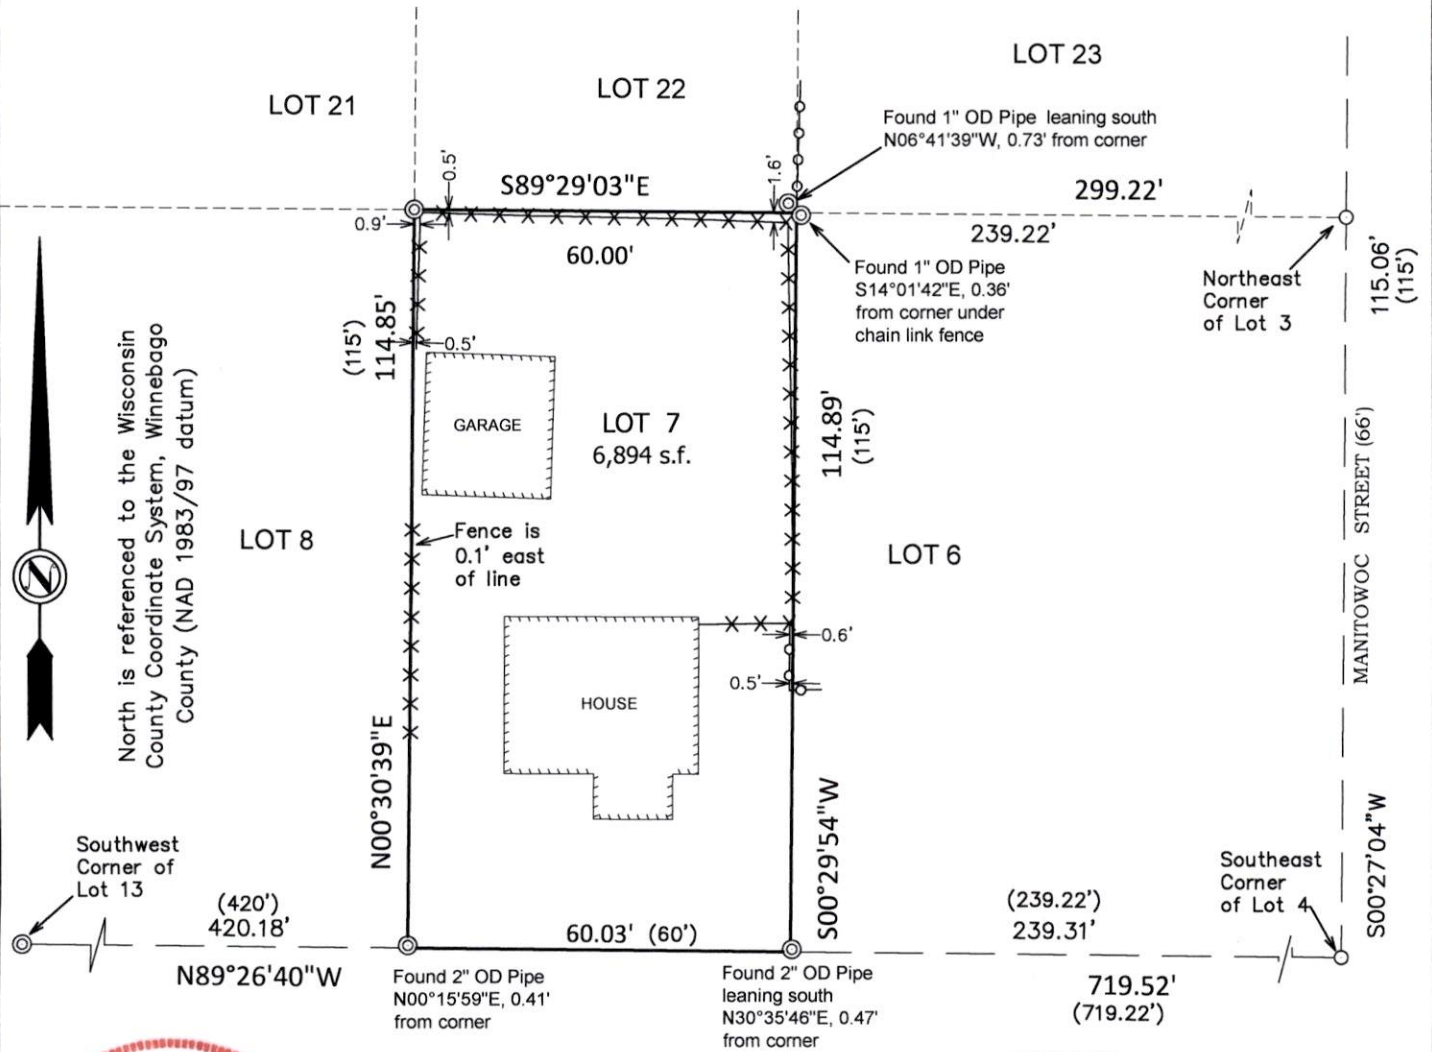 LOT 21
LOT 22
LOT 23
Found 1" OD Pipe leaning south
N06°41'39"W, 0.73' from corner
0.5'
1.6'
S89°29'03"E
299.22'
0.9'
60.00'
239.22'
Found 1" OD Pipe
S14°01'42"E, 0.36'
from corner under
chain link fence
Northeast
Corner
of Lot 3
115.06'
(115')
114.85'
(115')
0.5'
GARAGE
LOT 7
6,894 s.f.
114.89'
(115')
North is referenced to the Wisconsin
County Coordinate System, Winnebago
County (NAD 1983/97 datum)
N
LOT 8
Fence is
0.1' east
of line
LOT 6
MANITOWOC STREET (66')
0.6'
0.5'
HOUSE
N00°30'39"E
S00°29'54"W
S00°27'04"W
Southwest
Corner of
Lot 13
Southeast
Corner
of Lot 4
(420')
420.18'
60.03' (60')
(239.22')
239.31'
N89°26'40"W
Found 2" OD Pipe
N00°15'59"E, 0.41'
from corner
Found 2" OD Pipe
leaning south
N30°35'46"E, 0.47'
from corner
719.52'
(719.22')